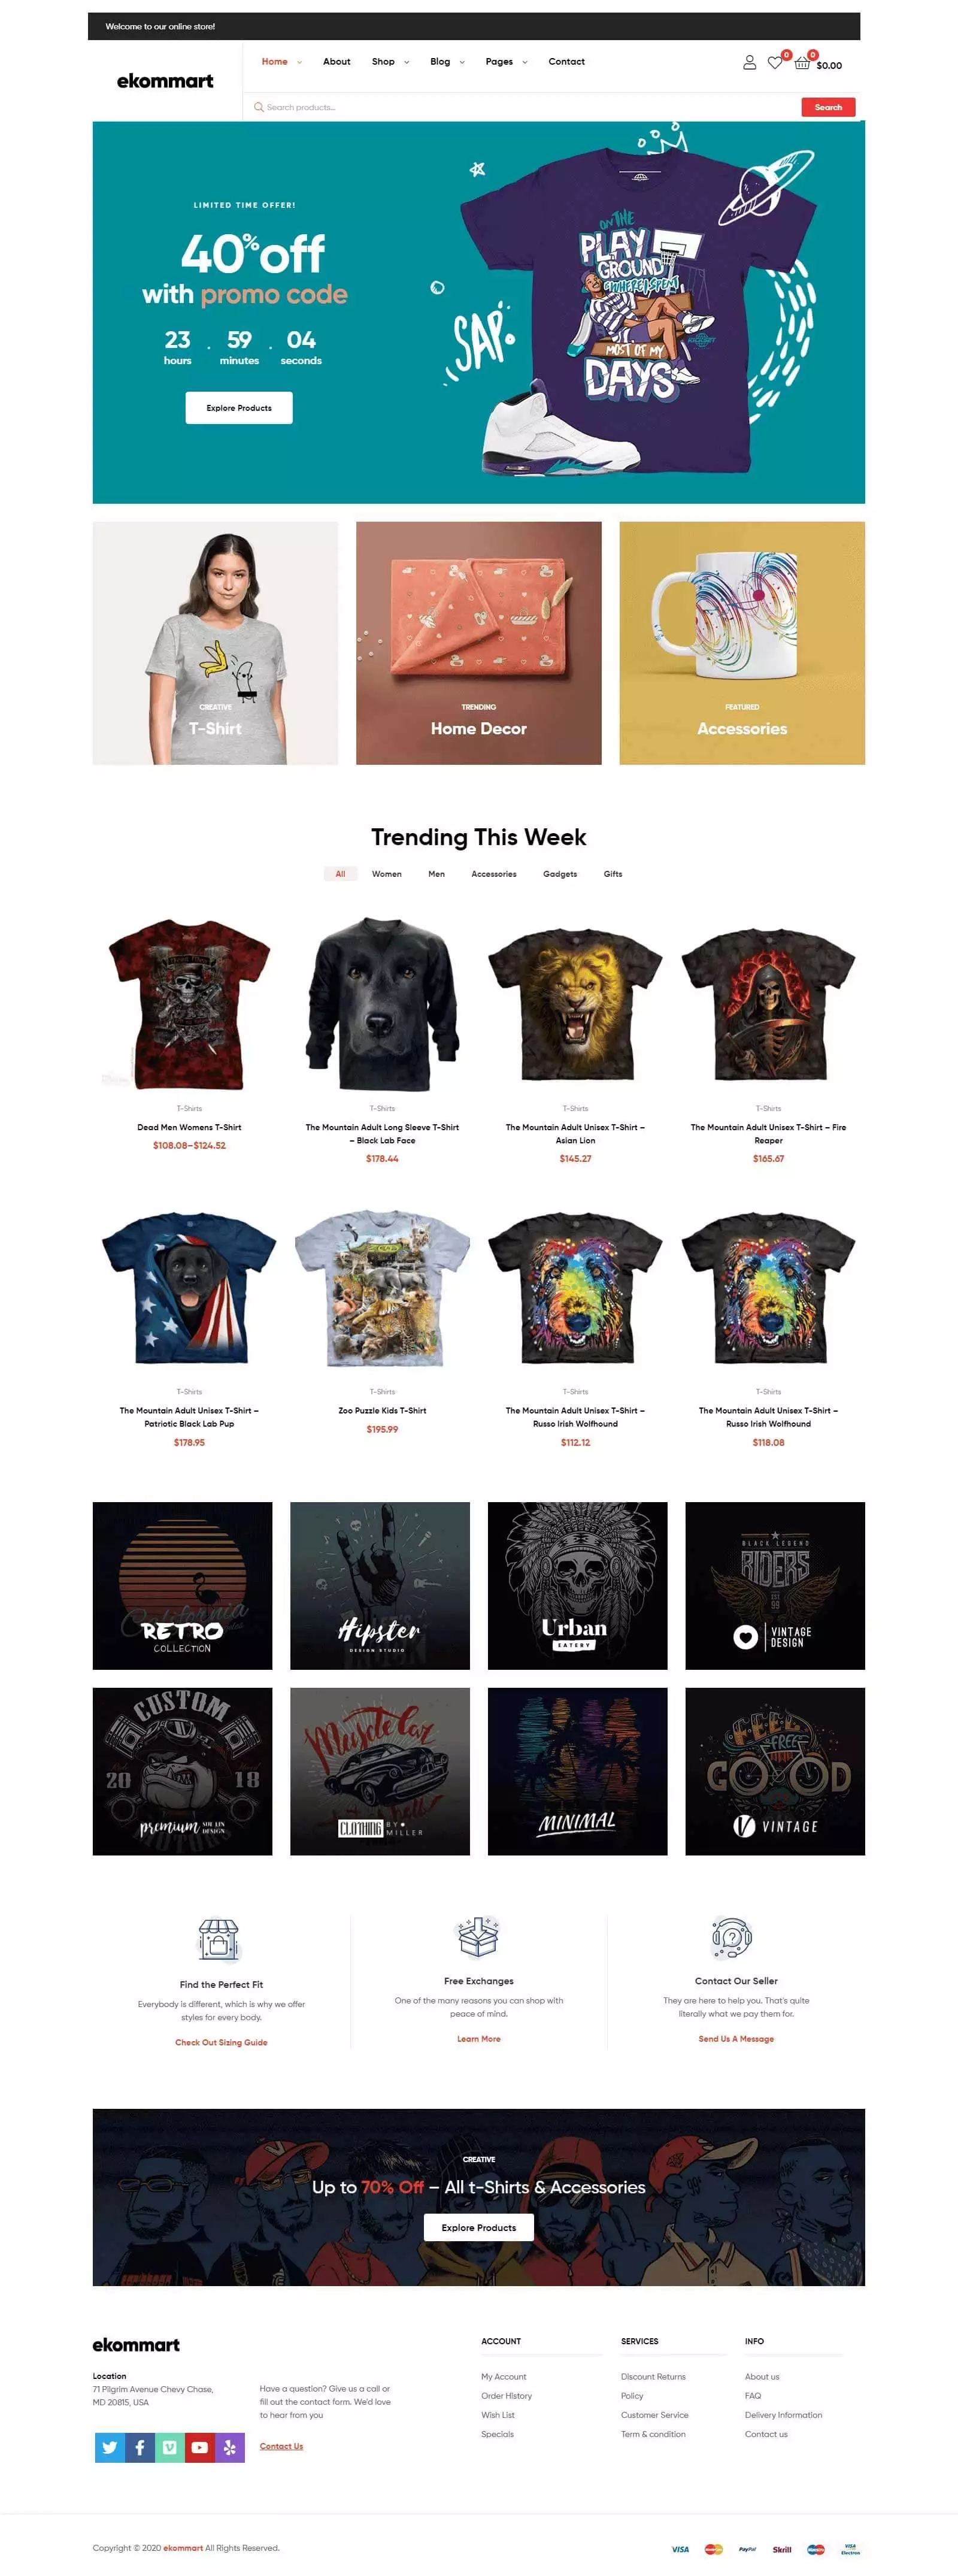 Welcome to our online store!
ekommart
Home About Shop Blog Pages Contact
0 0 $0.00
Search products...
Search
LIMITED TIME OFFER!
40% off
with promo code
23 . 59 . 04
hours minutes seconds
Explore Products
SAP.
ON THE
PLAY
GROUND
WHERE I SPENT
MOST OF MY
DAYS
CREATIVE
T-Shirt
TRENDING
Home Decor
FEATURED
Accessories
Trending This Week
All Women Men Accessories Gadgets Gifts
T-Shirts
Dead Men Womens T-Shirt
$108.08–$124.52
T-Shirts
The Mountain Adult Long Sleeve T-Shirt
– Black Lab Face
$178.44
T-Shirts
The Mountain Adult Unisex T-Shirt –
Asian Lion
$145.27
T-Shirts
The Mountain Adult Unisex T-Shirt – Fire
Reaper
$165.67
T-Shirts
The Mountain Adult Unisex T-Shirt –
Patriotic Black Lab Pup
$178.95
T-Shirts
Zoo Puzzle Kids T-Shirt
$195.99
T-Shirts
The Mountain Adult Unisex T-Shirt –
Russo Irish Wolfhound
$112.12
T-Shirts
The Mountain Adult Unisex T-Shirt –
Russo Irish Wolfhound
$118.08
California
RETRO
COLLECTION
Hipster
DESIGN STUDIO
Urban
EATERY
BLACK LEGEND
RIDERS
EST
99
VINTAGE
DESIGN
CUSTOM
20 18
premium
Muscle Car
CLOTHING BY
MILLER
MINIMAL
FEEL
FREE
GOOD
VINTAGE
Find the Perfect Fit
Everybody is different, which is why we offer
styles for every body.
Check Out Sizing Guide
Free Exchanges
One of the many reasons you can shop with
peace of mind.
Learn More
Contact Our Seller
They are here to help you. That's quite
literally what we pay them for.
Send Us A Message
CREATIVE
Up to 70% Off – All t-Shirts & Accessories
Explore Products
ekommart
Location
71 Pilgrim Avenue Chevy Chase,
MD 20815, USA
Have a question? Give us a call or
fill out the contact form. We'd love
to hear from you
Contact Us
ACCOUNT
My Account
Order History
Wish List
Specials
SERVICES
Discount Returns
Policy
Customer Service
Term & condition
INFO
About us
FAQ
Delivery Information
Contact us
Copyright © 2020 ekommart All Rights Reserved.
VISA PayPal Skrill VISA
Electron